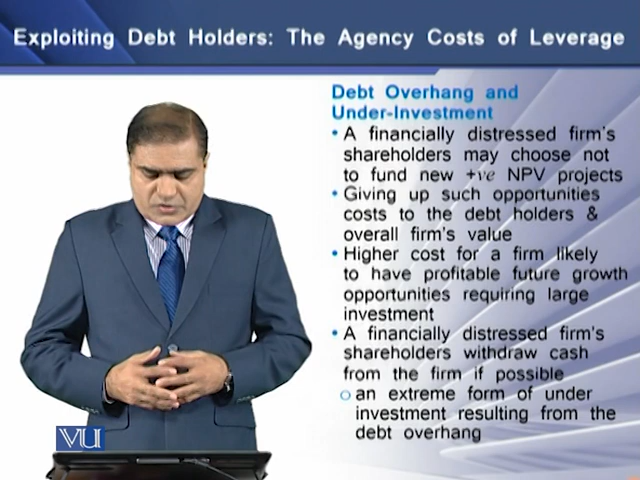 Exploiting Debt Holders: The Agency Costs of Leverage
Debt Overhang and
Under-Investment
• A financially distressed firm's
shareholders may choose not
to fund new +ve NPV projects
• Giving up such opportunities
costs to the debt holders &
overall firm's value
• Higher cost for a firm likely
to have profitable future growth
opportunities requiring large
investment
• A financially distressed firm's
shareholders withdraw cash
from the firm if possible
o an extreme form of under
investment resulting from the
debt overhang
VU